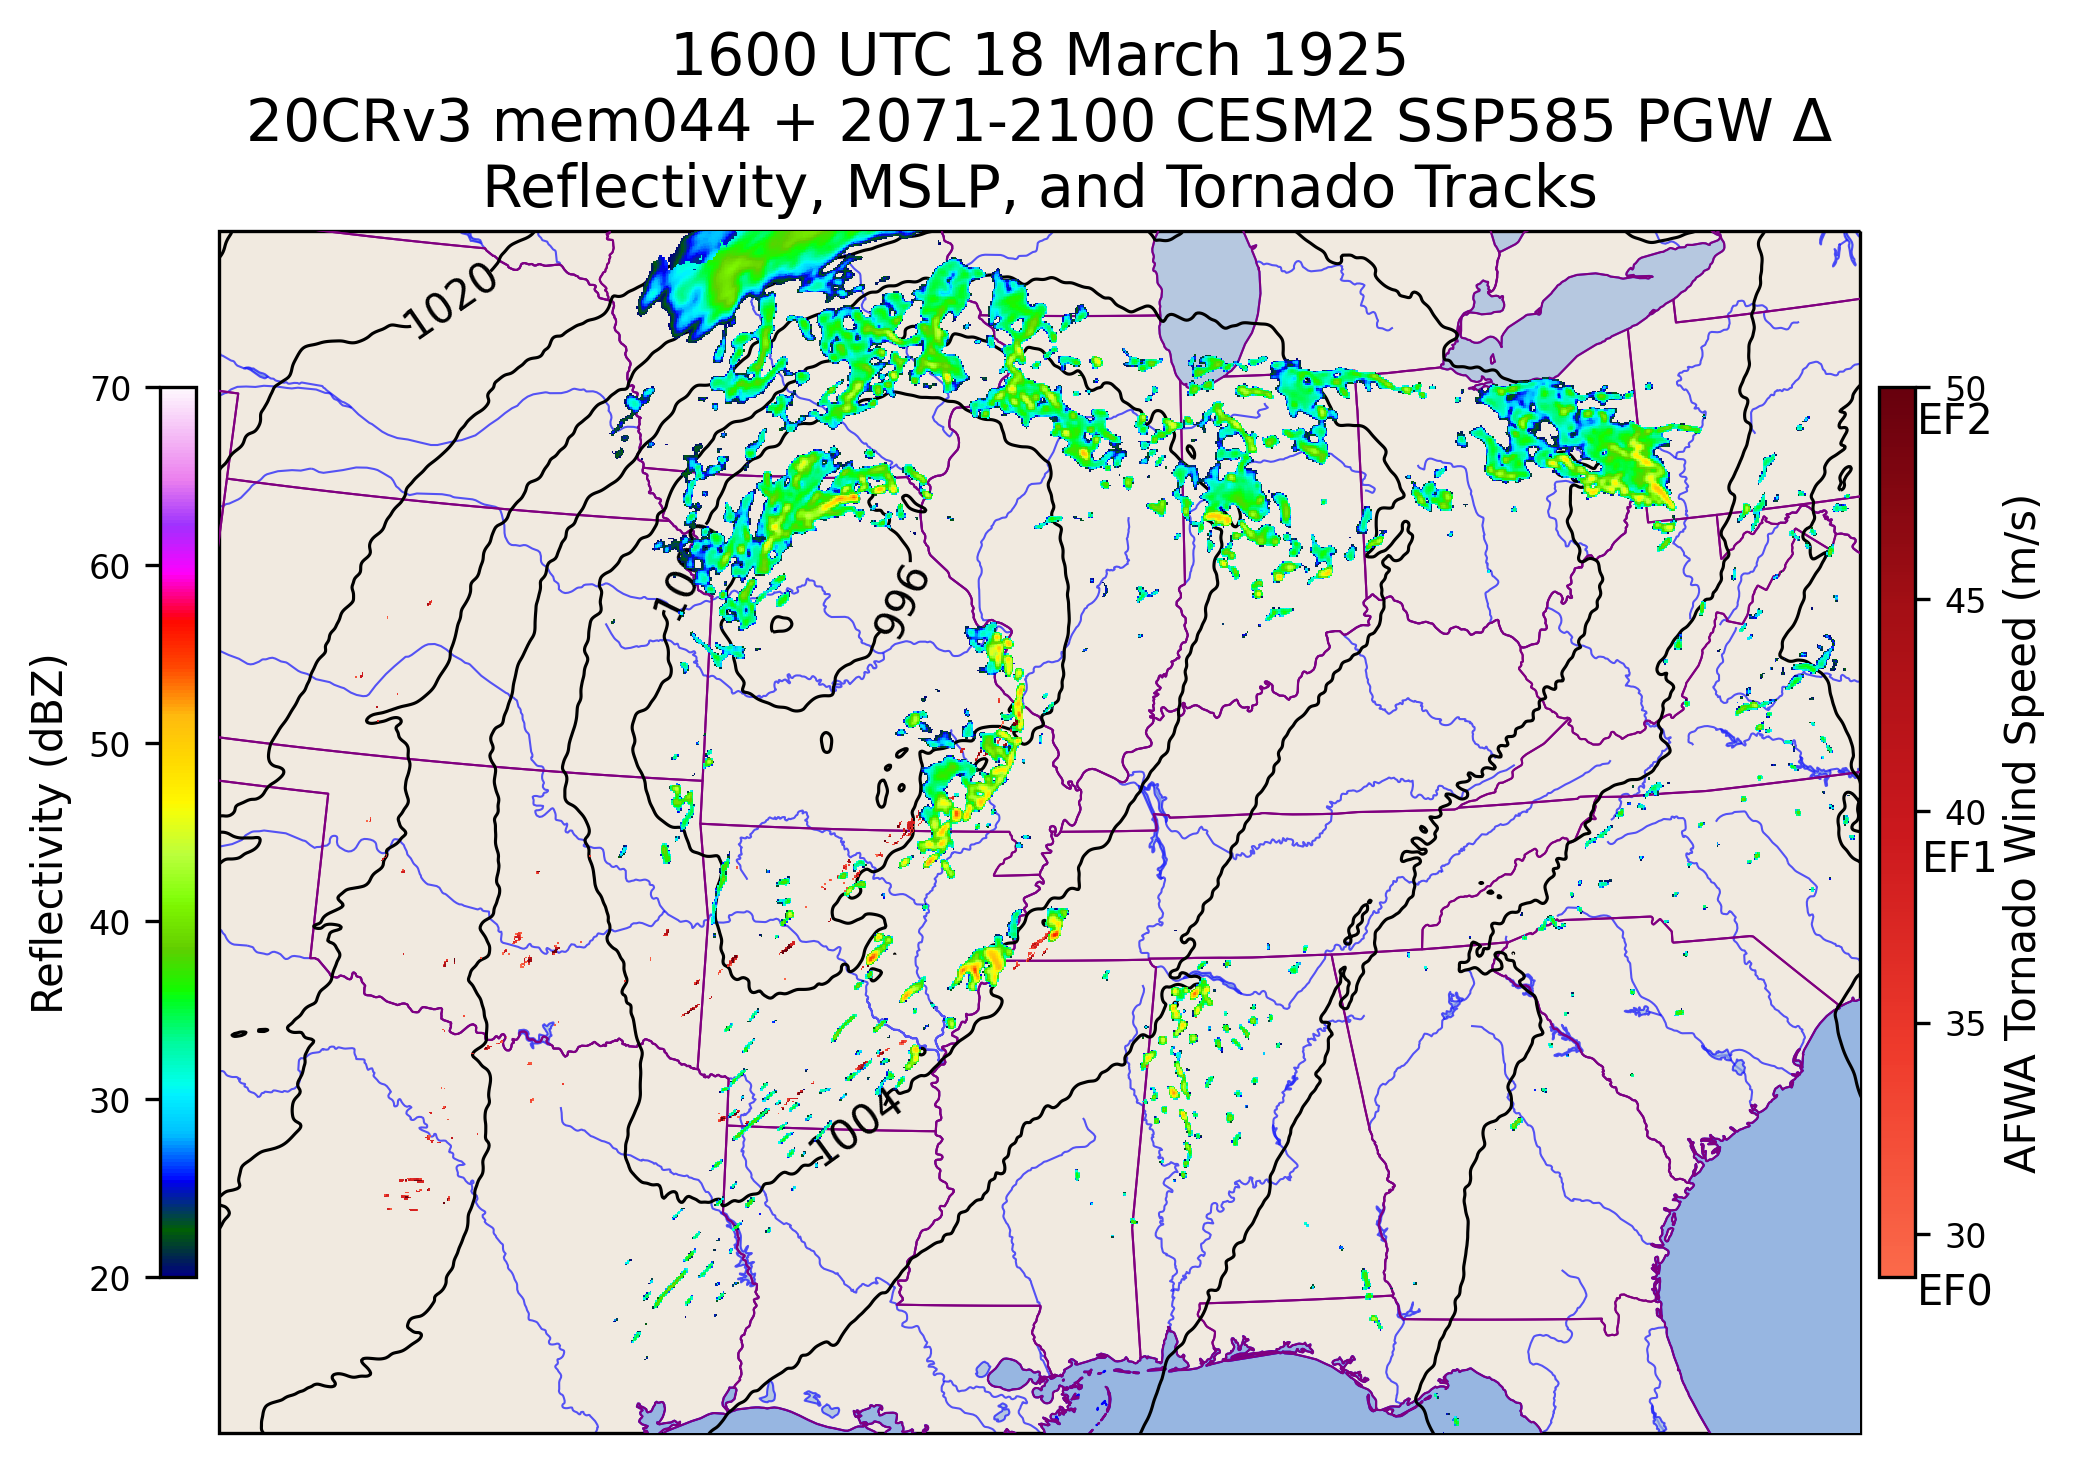 1600 UTC 18 March 1925
20CRv3 mem044 + 2071-2100 CESM2 SSP585 PGW Δ
Reflectivity, MSLP, and Tornado Tracks
1020
996
1004
Reflectivity (dBZ)
70
60
50
40
30
20
50
EF2
45
40
EF1
35
30
EF0
AFWA Tornado Wind Speed (m/s)